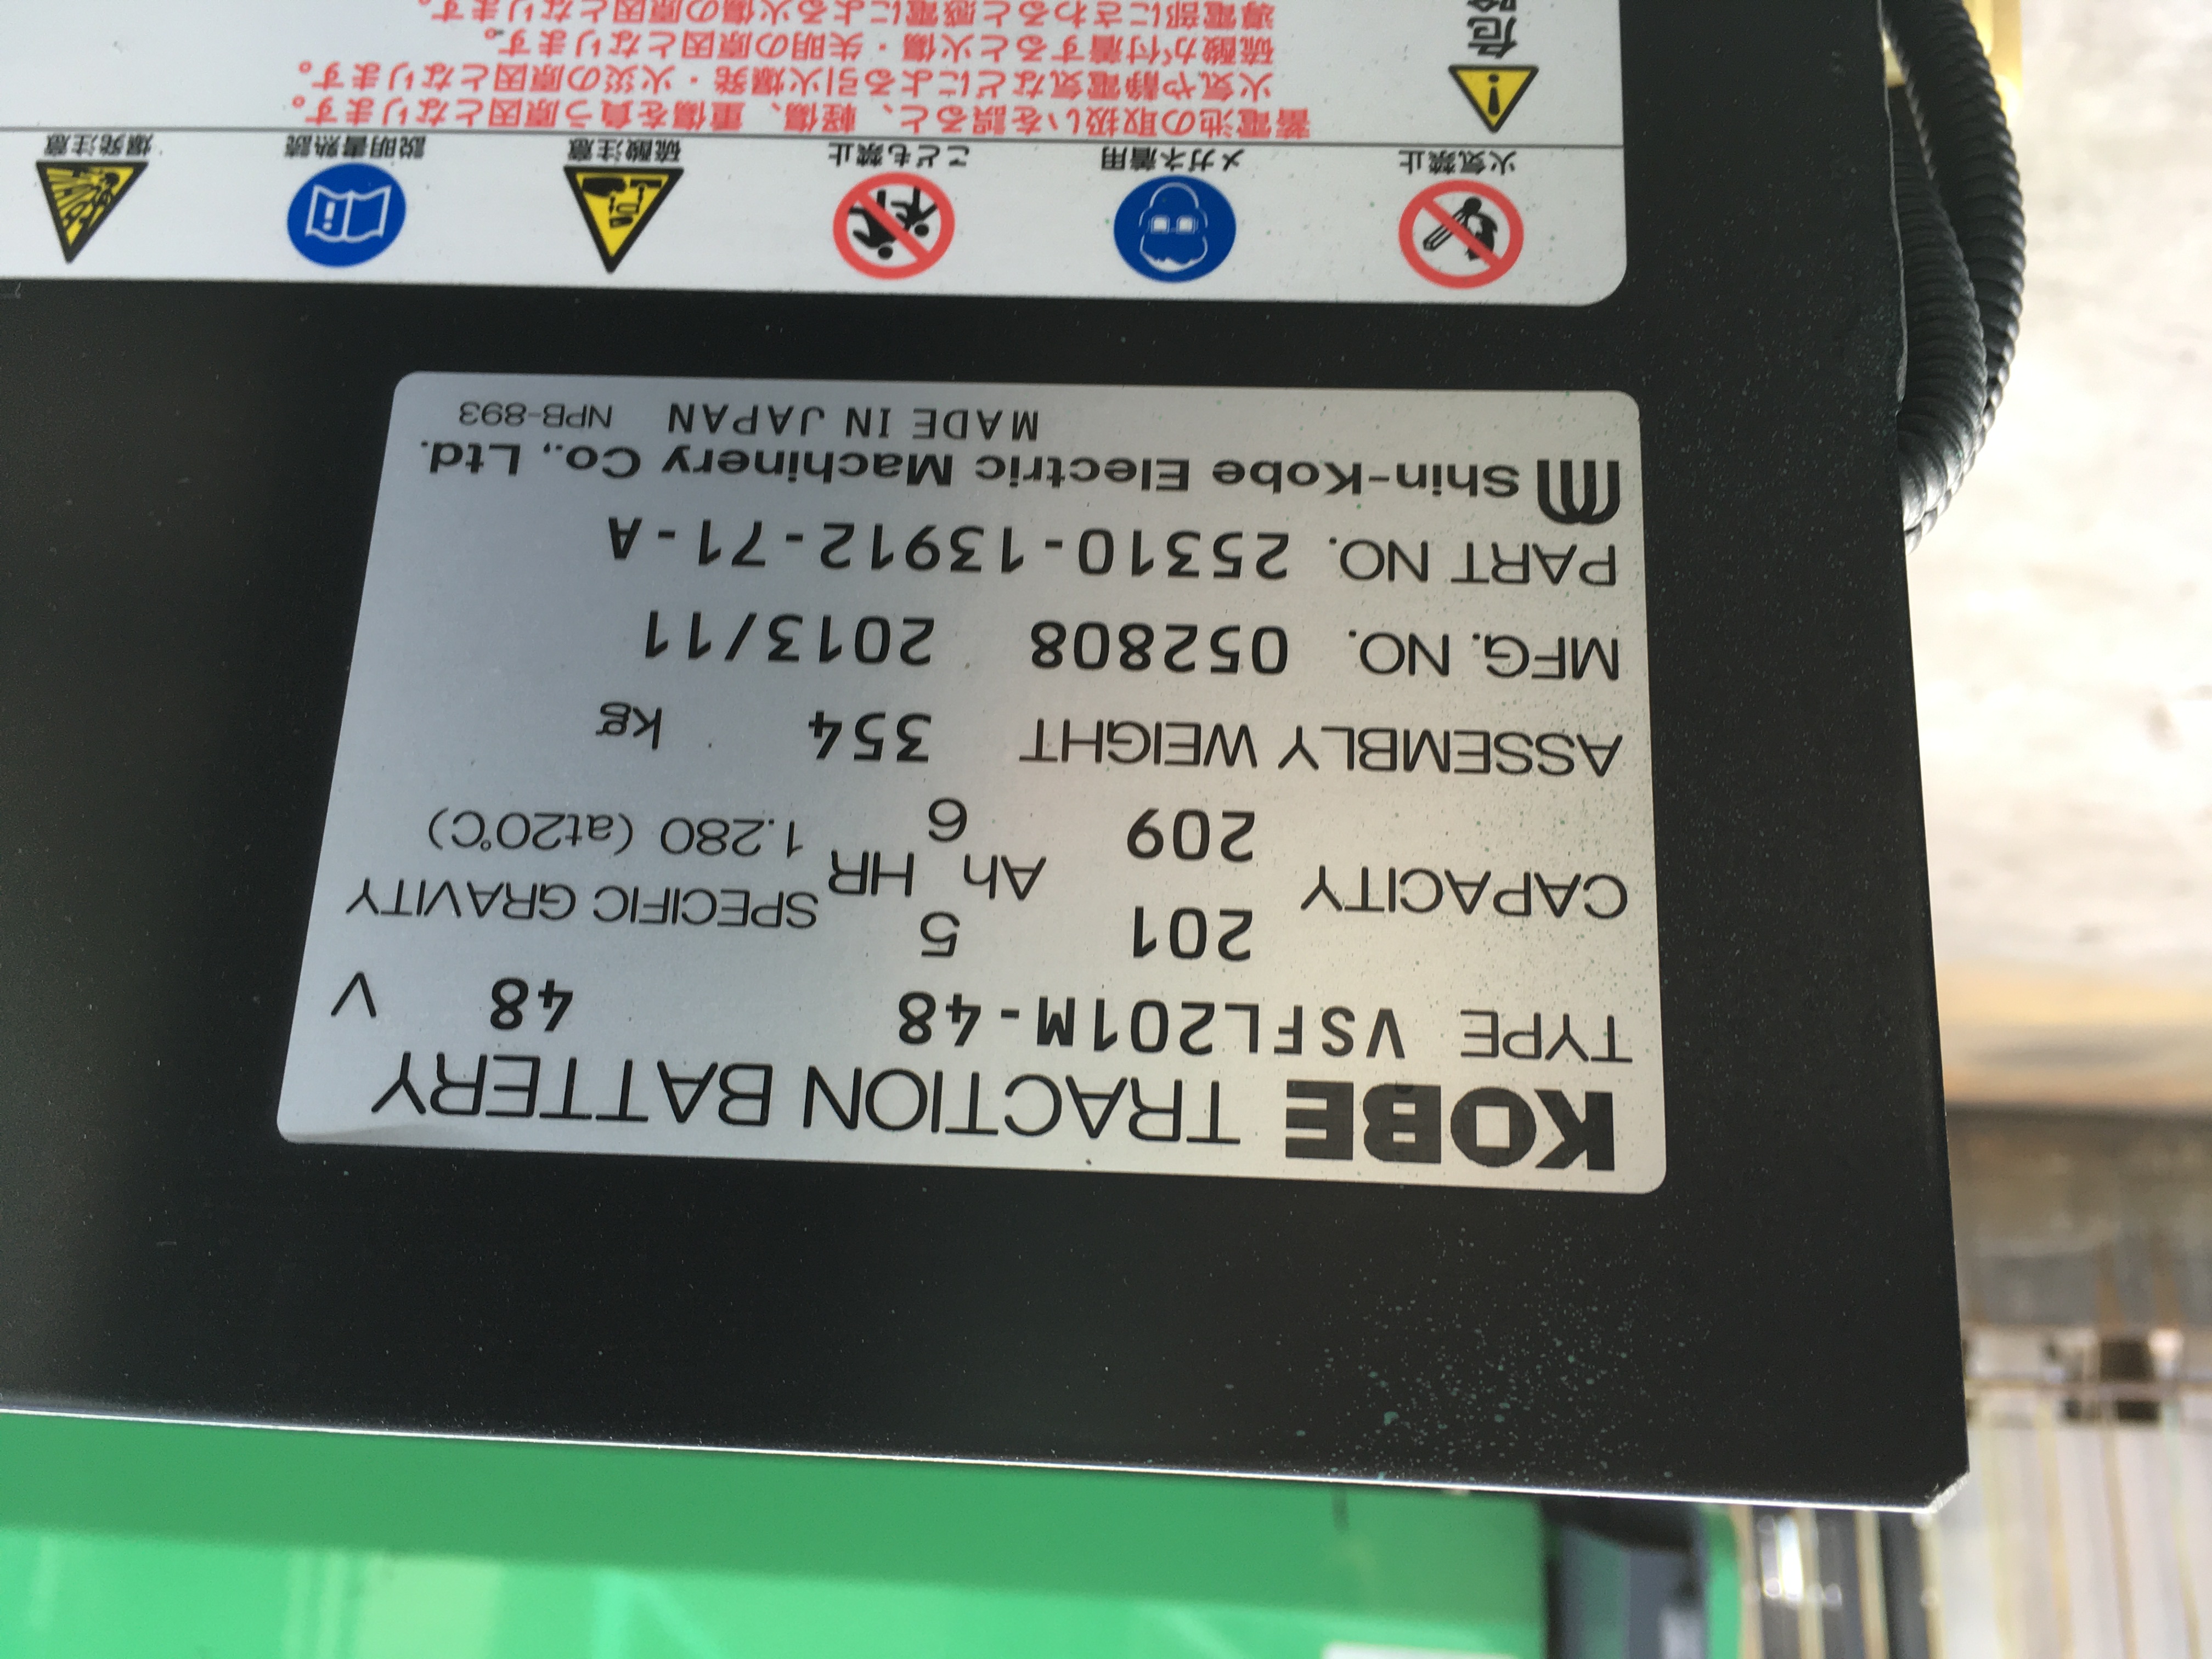 KOBE TRACTION BATTERY
TYPE VSFL201M-48 48 V
CAPACITY 201 Ah 5 HR SPECIFIC GRAVITY
209 6 1.280 (at20℃)
ASSEMBLY WEIGHT 354 kg
MFG. NO. 052808 2013/11
PART NO. 25310-13912-71-A
Shin-Kobe Electric Machinery Co., Ltd.
MADE IN JAPAN NPB-893
火気禁止 メガネ着用 こども禁止 硫酸注意 説明書熟読 爆発注意
蓄電池の取扱いを誤ると、軽傷、重傷を負う原因となります。
火気や静電気などによる引火爆発・火災の原因となります。
危険 硫酸が付着すると火傷・失明の原因となります。
導電部にさわると感電による火傷の原因となります。